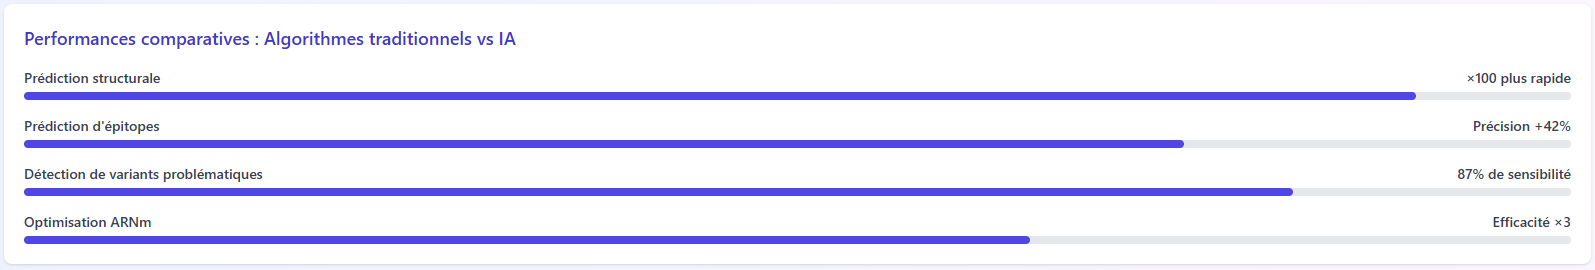 Performances comparatives : Algorithmes traditionnels vs IA
Prédiction structurale ×100 plus rapide
Prédiction d'épitopes Précision +42%
Détection de variants problématiques 87% de sensibilité
Optimisation ARNm Efficacité ×3